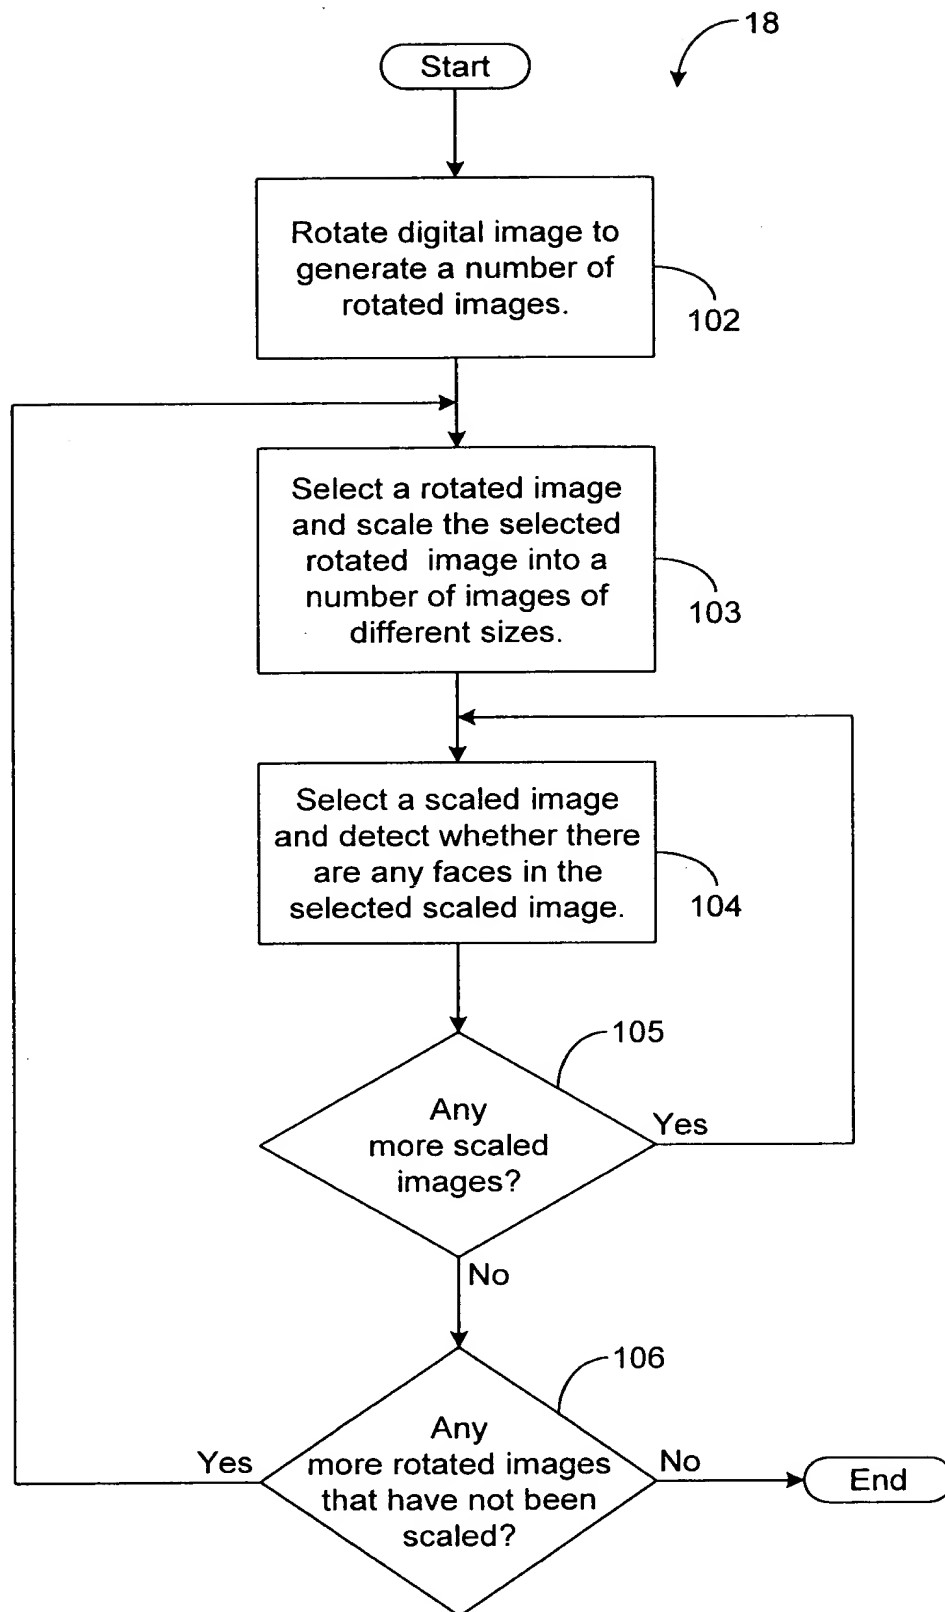 18
Start
Rotate digital image to
generate a number of
rotated images.
102
Select a rotated image
and scale the selected
rotated image into a
number of images of
different sizes.
103
Select a scaled image
and detect whether there
are any faces in the
selected scaled image.
104
105
Any
more scaled
images?
Yes
No
106
Any
more rotated images
that have not been
scaled?
Yes
No
End